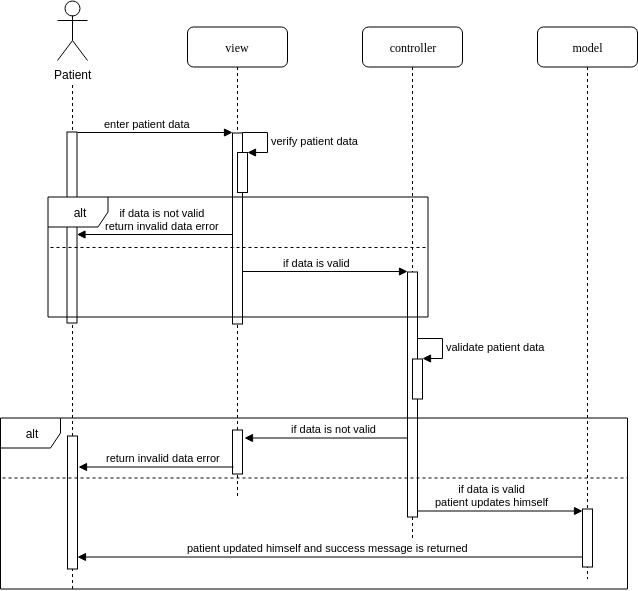 Patient
view
controller
model
enter patient data
verify patient data
alt
if data is not valid
return invalid data error
if data is valid
validate patient data
alt
if data is not valid
return invalid data error
if data is valid
patient updates himself
patient updated himself and success message is returned